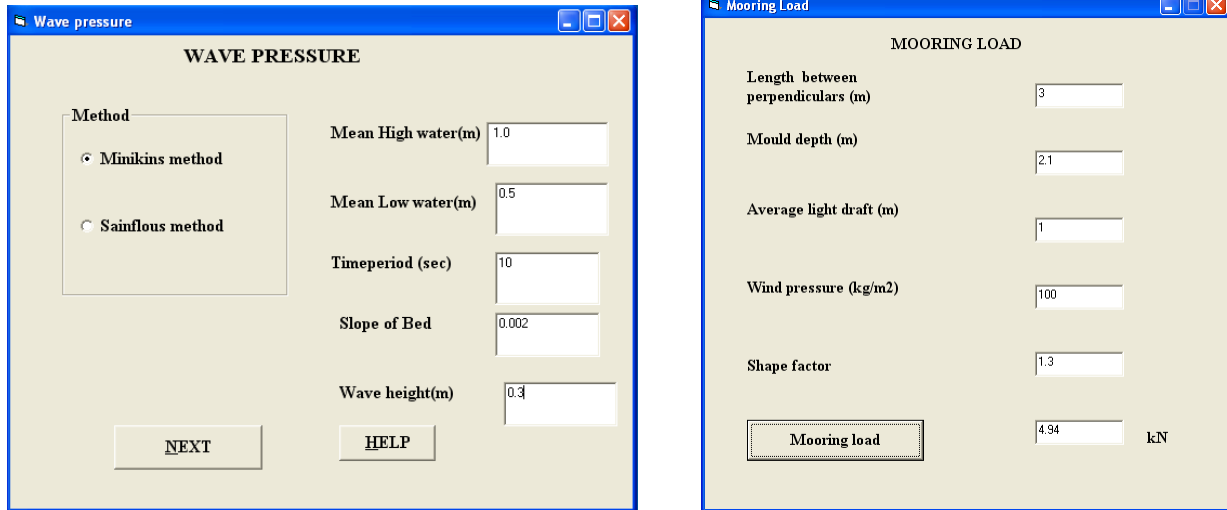 Wave pressure
WAVE PRESSURE
Method
Minikins method
Sainflous method
Mean High water(m) 1.0
Mean Low water(m) 0.5
Timeperiod (sec) 10
Slope of Bed 0.002
Wave height(m) 0.3
NEXT HELP
Mooring Load
MOORING LOAD
Length between
perpendiculars (m) 3
Mould depth (m)
2.1
Average light draft (m)
1
Wind pressure (kg/m2) 100
Shape factor 1.3
Mooring load 4.94 kN